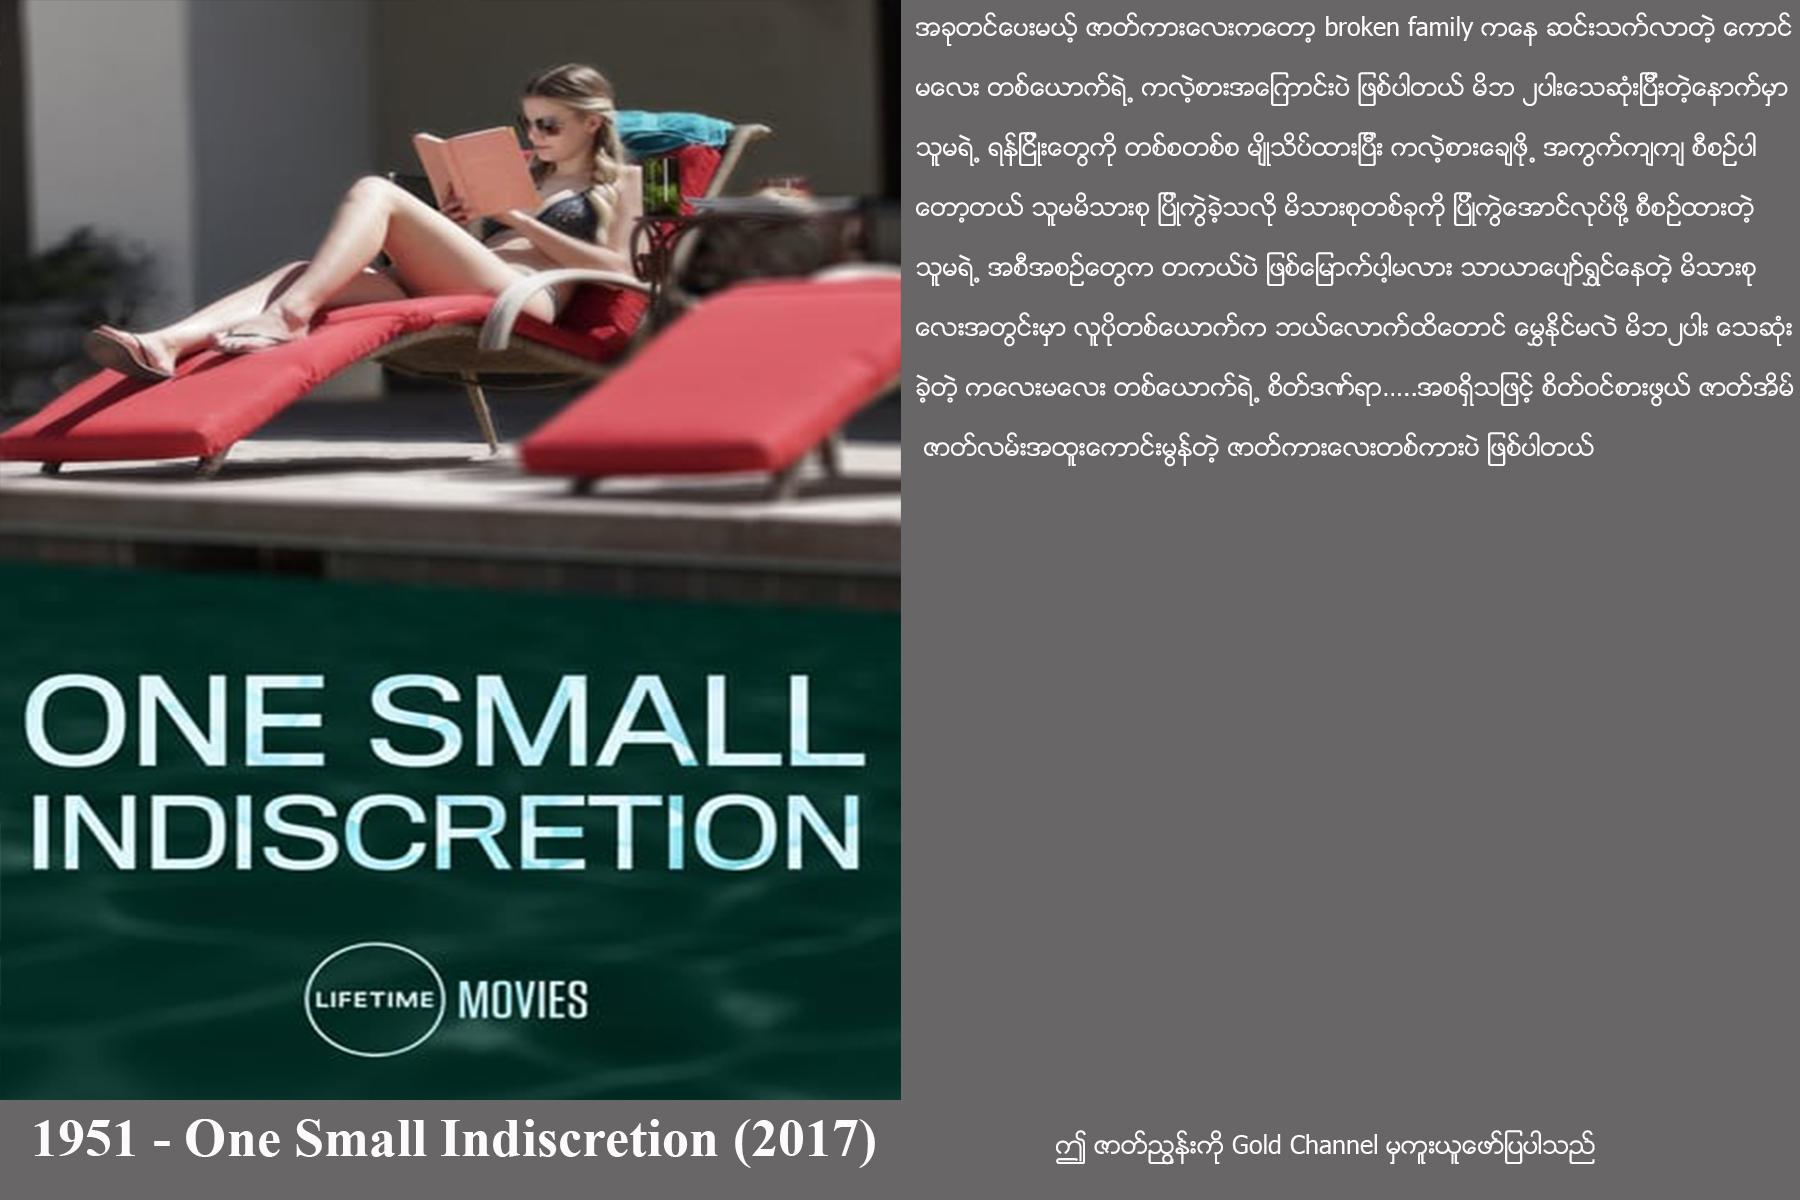 အခုတင်ပေးမယ့် ဇာတ်ကားလေးကတော့ broken family ကနေ ဆင်းသက်လာတဲ့ ကောင်
မလေး တစ်ယောက်ရဲ့ ကလဲ့စားအကြောင်းပဲ ဖြစ်ပါတယ် မိဘ ၂ပါးသေဆုံးပြီးတဲ့နောက်မှာ
သူမရဲ့ ရန်ငြိုးတွေကို တစ်စတစ်စ မျိုသိပ်ထားပြီး ကလဲ့စားချေဖို့ အကွက်ကျကျ စီစဉ်ပါ
တော့တယ် သူမမိသားစု ပြိုကွဲခဲ့သလို မိသားစုတစ်ခုကို ပြိုကွဲအောင်လုပ်ဖို့ စီစဉ်ထားတဲ့
သူမရဲ့ အစီအစဉ်တွေက တကယ်ပဲ ဖြစ်မြောက်ပါ့မလား သာယာပျော်ရွှင်နေတဲ့ မိသားစု
လေးအတွင်းမှာ လူပိုတစ်ယောက်က ဘယ်လောက်ထိတောင် မွှေနိုင်မလဲ မိဘ၂ပါး သေဆုံး
ခဲ့တဲ့ ကလေးမလေး တစ်ယောက်ရဲ့ စိတ်ဒဏ်ရာ.....အစရှိသဖြင့် စိတ်ဝင်စားဖွယ် ဇာတ်အိမ်
ဇာတ်လမ်းအထူးကောင်းမွန်တဲ့ ဇာတ်ကားလေးတစ်ကားပဲ ဖြစ်ပါတယ်
ONE SMALL
INDISCRETION
LIFETIME MOVIES
1951 - One Small Indiscretion (2017)
ဤ ဇာတ်ညွှန်းကို Gold Channel မှကူးယူဖော်ပြပါသည်